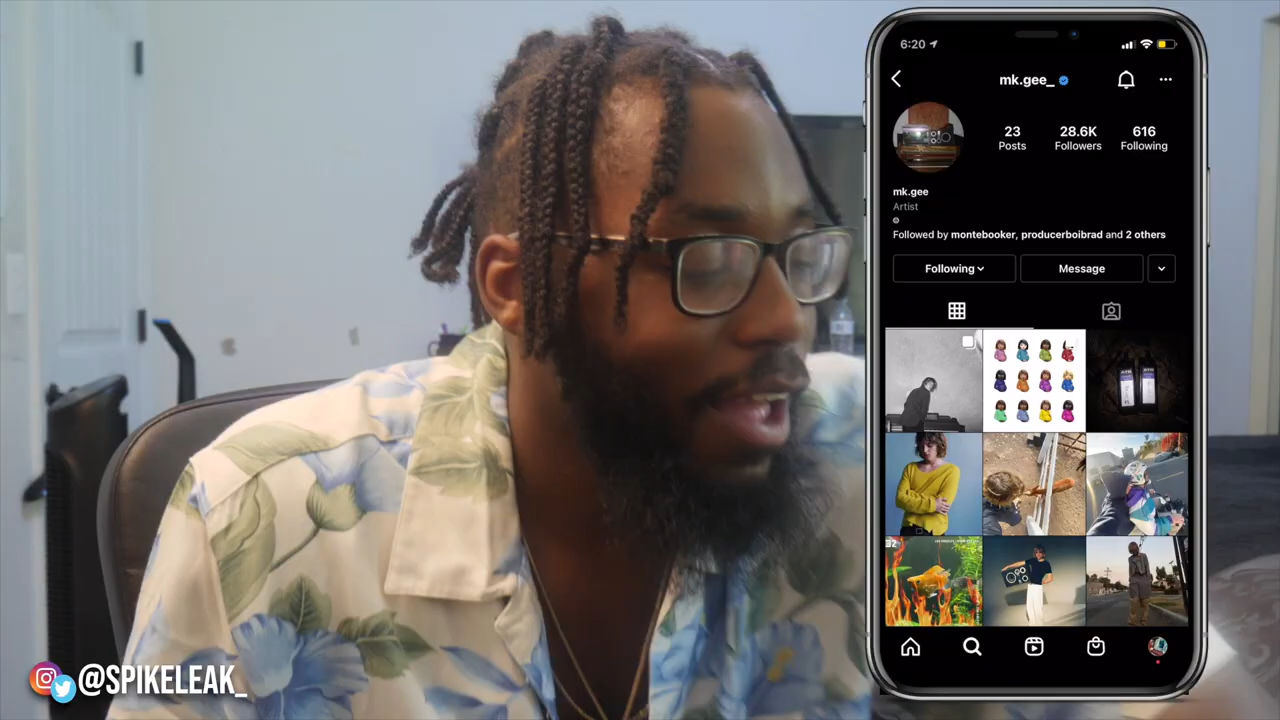 6:20
mk.gee_
23
28.6K
616
Posts
Followers
Following
mk.gee
Artist
Followed by montebooker, producerboibrad and 2 others
Following
Message
@SPIKELEAK_